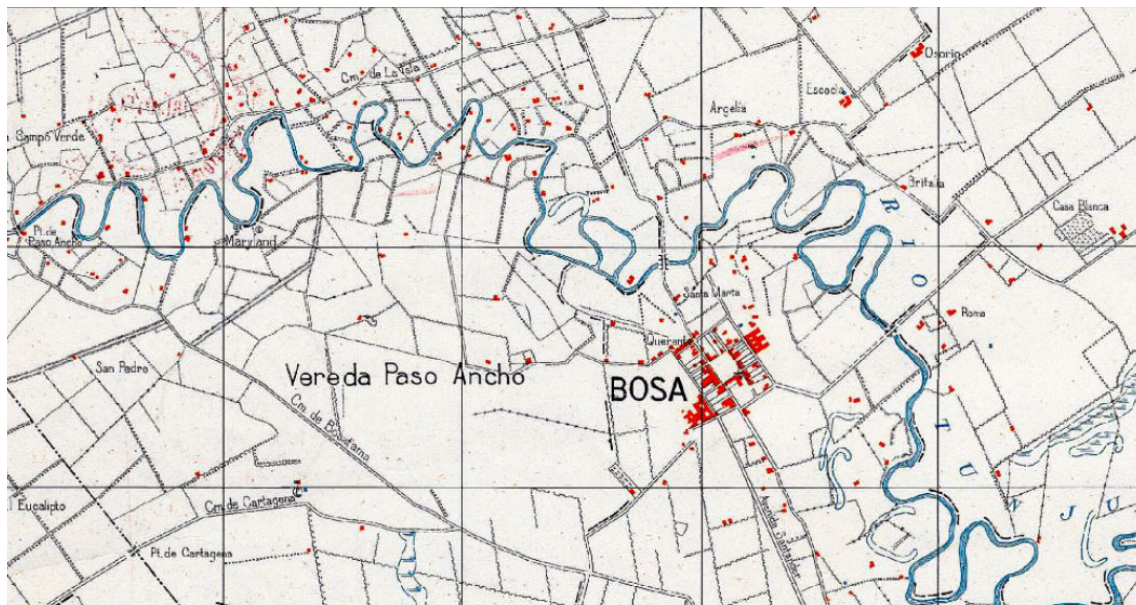 Osorio
Cm. de La Isla
Escocia
Argelia
Campo Verde
Britalia
RIO
Casa Blanca
Pt. de
Paso Ancho
Maryland
Santa Marta
Roma
San Pedro
Vereda Paso Ancho
BOSA
TUNJU
Eucalipto
Cm. de Cartagena
Pt. de Cartagena